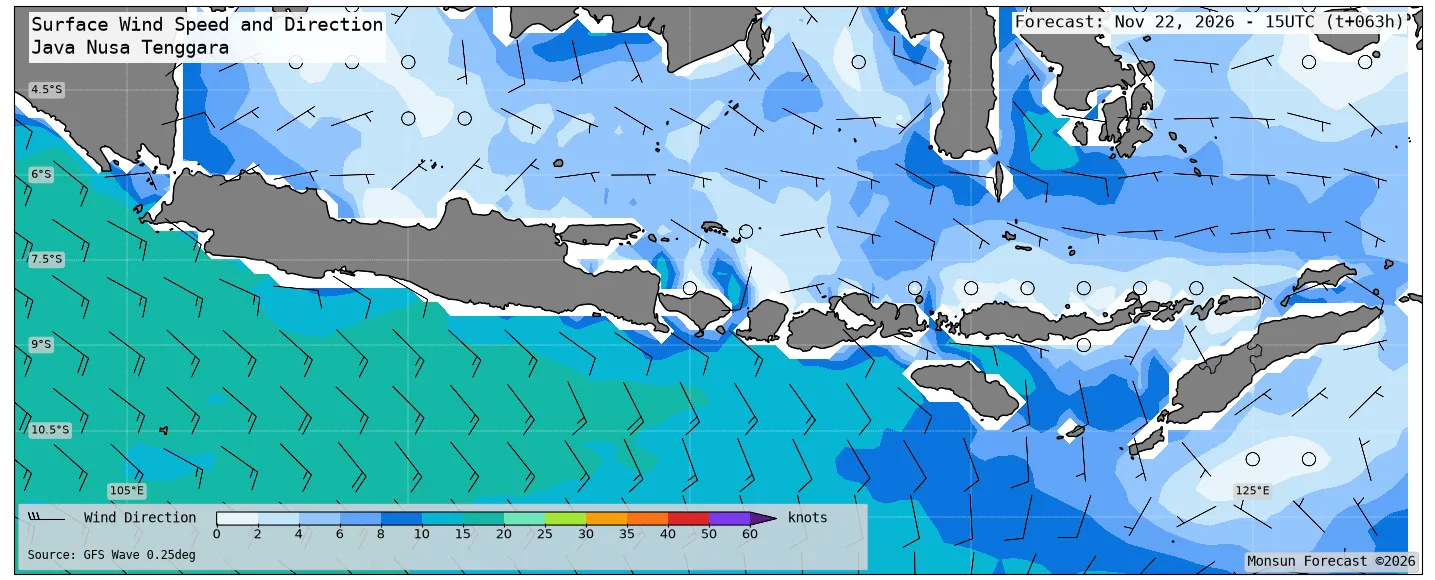 Surface Wind Speed and Direction
Java Nusa Tenggara
Forecast: Nov 22, 2026 - 15UTC (t+063h)
4.5°S
6°S
7.5°S
9°S
10.5°S
105°E
125°E
Wind Direction
0 2 4 6 8 10 15 20 25 30 35 40 50 60
knots
Source: GFS Wave 0.25deg
Monsun Forecast ©2026